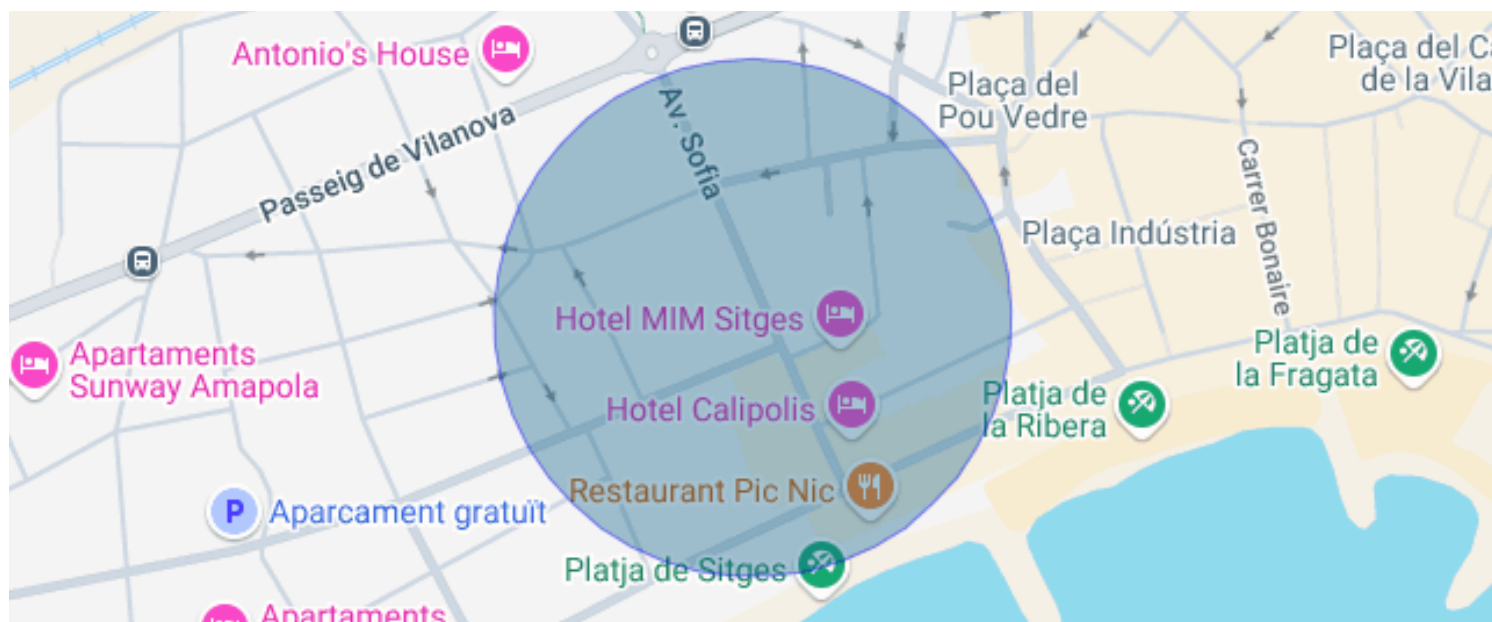 Antonio's House
Plaça del Ca
de la Vila
Plaça del
Pou Vedre
Av. Sofia
Passeig de Vilanova
Carrer Bonaire
Plaça Indústria
Hotel MIM Sitges
Apartaments
Sunway Amapola
Platja de
la Fragata
Hotel Calipolis
Platja de
la Ribera
Restaurant Pic Nic
P
Aparcament gratuït
Platja de Sitges
Apartaments